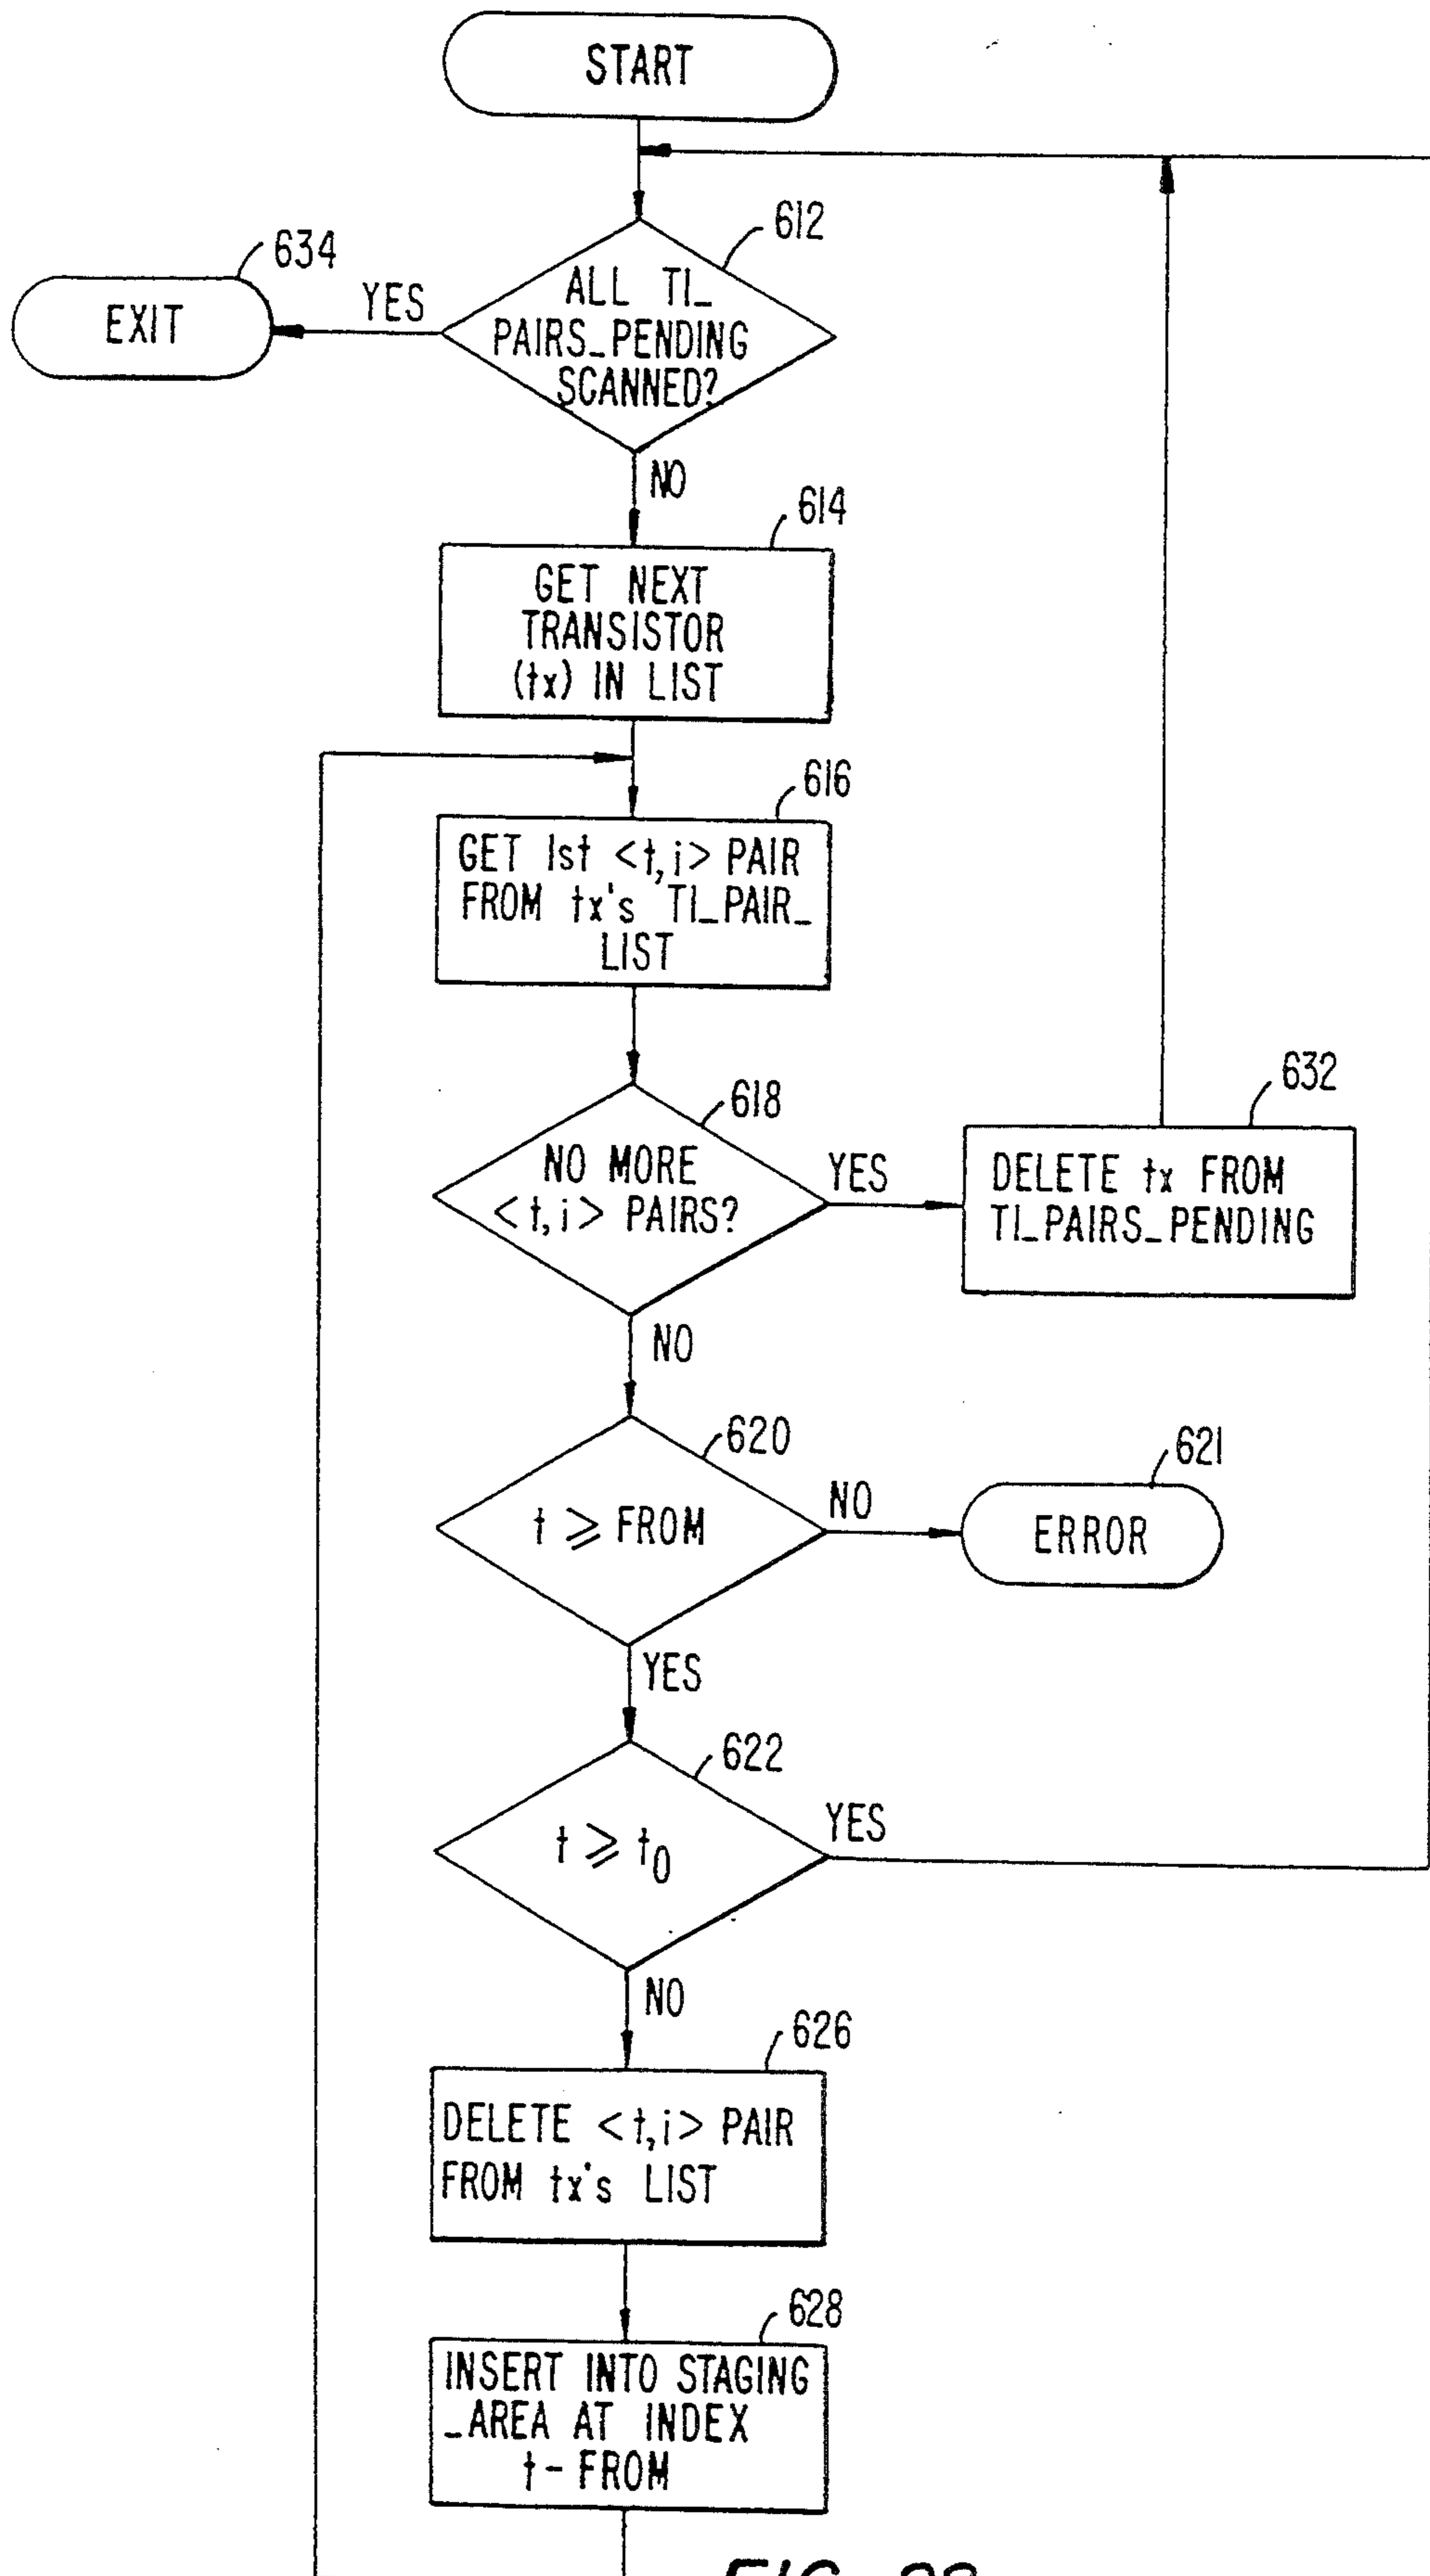 START
612
634
ALL TI_
PAIRS_PENDING
SCANNED?
YES
EXIT
NO
614
GET NEXT
TRANSISTOR
(tx) IN LIST
616
GET 1st <t,i> PAIR
FROM tx's TI_PAIR_
LIST
618
NO MORE
<t,i> PAIRS?
YES
632
DELETE tx FROM
TI_PAIRS_PENDING
NO
620
t ≥ FROM
NO
621
ERROR
YES
622
t ≥ t0
YES
NO
626
DELETE <t,i> PAIR
FROM tx's LIST
628
INSERT INTO STAGING
_AREA AT INDEX
t - FROM